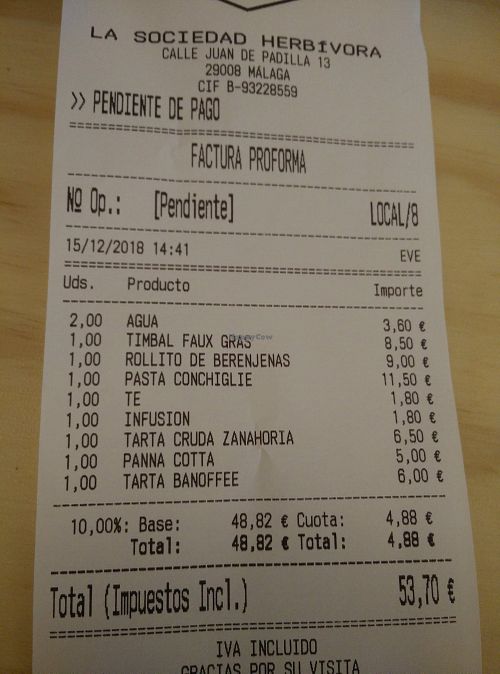 LA SOCIEDAD HERBÍVORA
CALLE JUAN DE PADILLA 13
29008 MÁLAGA
CIF B-93228559
>> PENDIENTE DE PAGO
FACTURA PROFORMA
Nº Op.: [Pendiente] LOCAL/8
15/12/2018 14:41 EVE
Uds. Producto Importe
2,00 AGUA 3,60 €
1,00 TIMBAL FAUX GRAS 8,50 €
1,00 ROLLITO DE BERENJENAS 9,00 €
1,00 PASTA CONCHIGLIE 11,50 €
1,00 TE 1,80 €
1,00 INFUSION 1,80 €
1,00 TARTA CRUDA ZANAHORIA 6,50 €
1,00 PANNA COTTA 5,00 €
1,00 TARTA BANOFFEE 6,00 €
10,00%: Base: 48,82 € Cuota: 4,88 €
Total: 48,82 € Total: 4,88 €
Total (Impuestos Incl.) 53,70 €
IVA INCLUIDO
GRACIAS POR SU VISITA